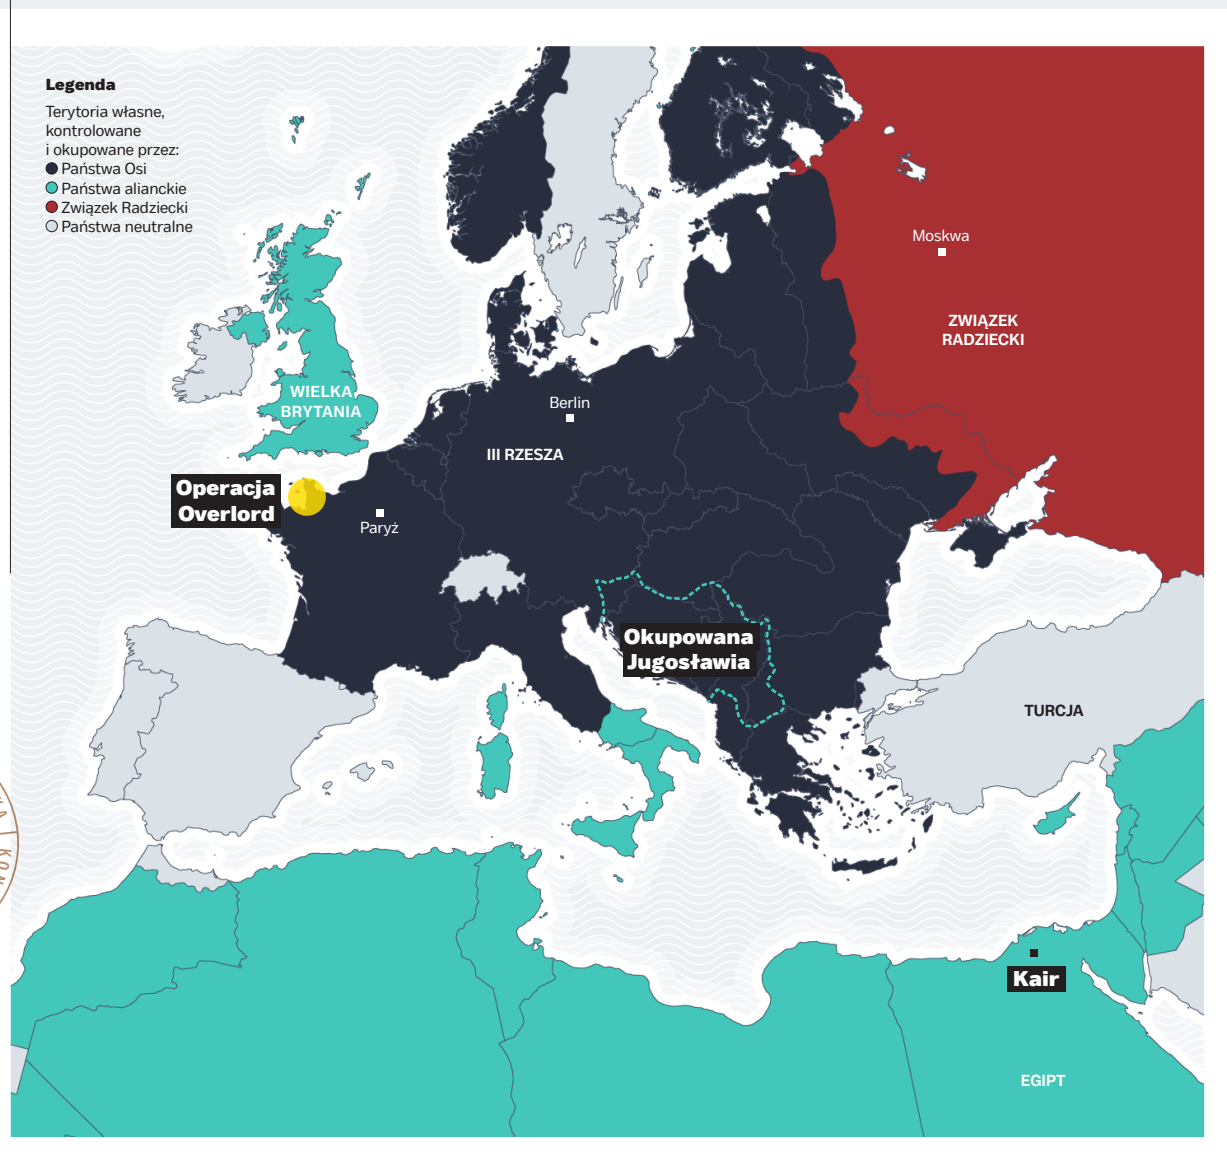 Legenda
Terytoria własne,
kontrolowane
i okupowane przez:
Państwa Osi
Państwa alianckie
Związek Radziecki
Państwa neutralne
Moskwa
ZWIĄZEK
RADZIECKI
WIELKA
BRYTANIA
Berlin
III RZESZA
Operacja
Overlord
Paryż
Okupowana
Jugosławia
TURCJA
Kair
EGIPT